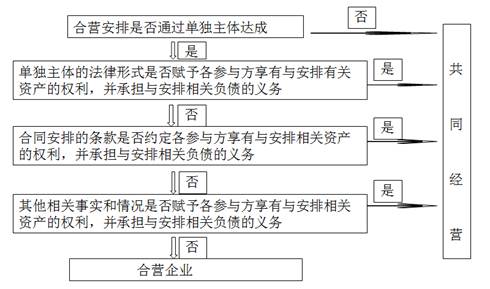 合营安排是否通过单独主体达成
否
是
单独主体的法律形式是否赋予各参与方享有与安排有关
资产的权利，并承担与安排相关负债的义务
是
否
合同安排的条款是否约定各参与方享有与安排相关资产
的权利，并承担与安排相关负债的义务
是
否
其他相关事实和情况是否赋予各参与方享有与安排相关
资产的权利，并承担与安排相关负债的义务
是
否
合营企业
共
同
经
营